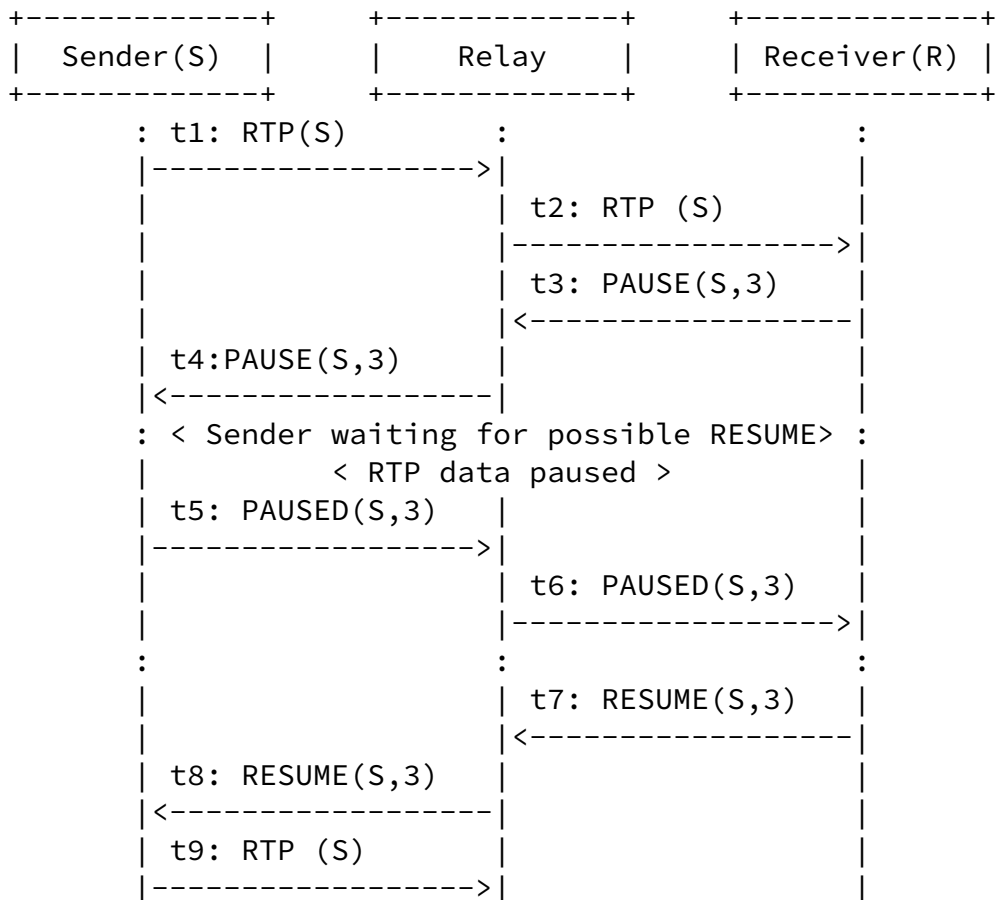 +-------------+     +-------------+     +-------------+
|  Sender(S)  |     |    Relay    |     | Receiver(R) |
+-------------+     +-------------+     +-------------+
       : t1: RTP(S)        :                   :
       |------------------>|                   |
       |                   | t2: RTP (S)       |
       |                   |------------------>|
       |                   | t3: PAUSE(S,3)    |
       |                   |<------------------|
       | t4:PAUSE(S,3)     |                   |
       |<------------------|                   |
       : < Sender waiting for possible RESUME> :
       |          < RTP data paused >          |
       | t5: PAUSED(S,3)   |                   |
       |------------------>|                   |
       |                   | t6: PAUSED(S,3)   |
       |                   |------------------>|
       :                   :                   :
       |                   | t7: RESUME(S,3)   |
       |                   |<------------------|
       | t8: RESUME(S,3)   |                   |
       |<------------------|                   |
       | t9: RTP (S)       |                   |
       |------------------>|                   |